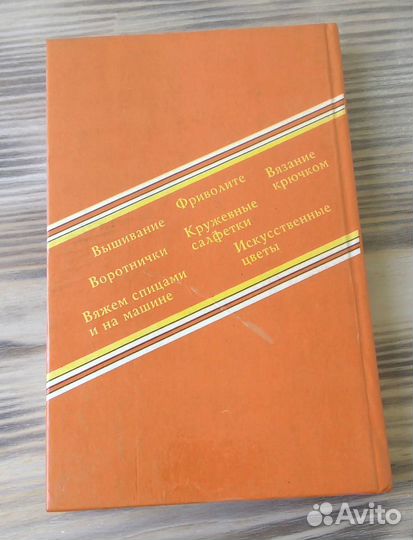 Вышивание
Фриволите
Вязание
крючком
Воротнички
Кружевные
салфетки
Искусственные
цветы
Вяжем спицами
и на машине
Avito